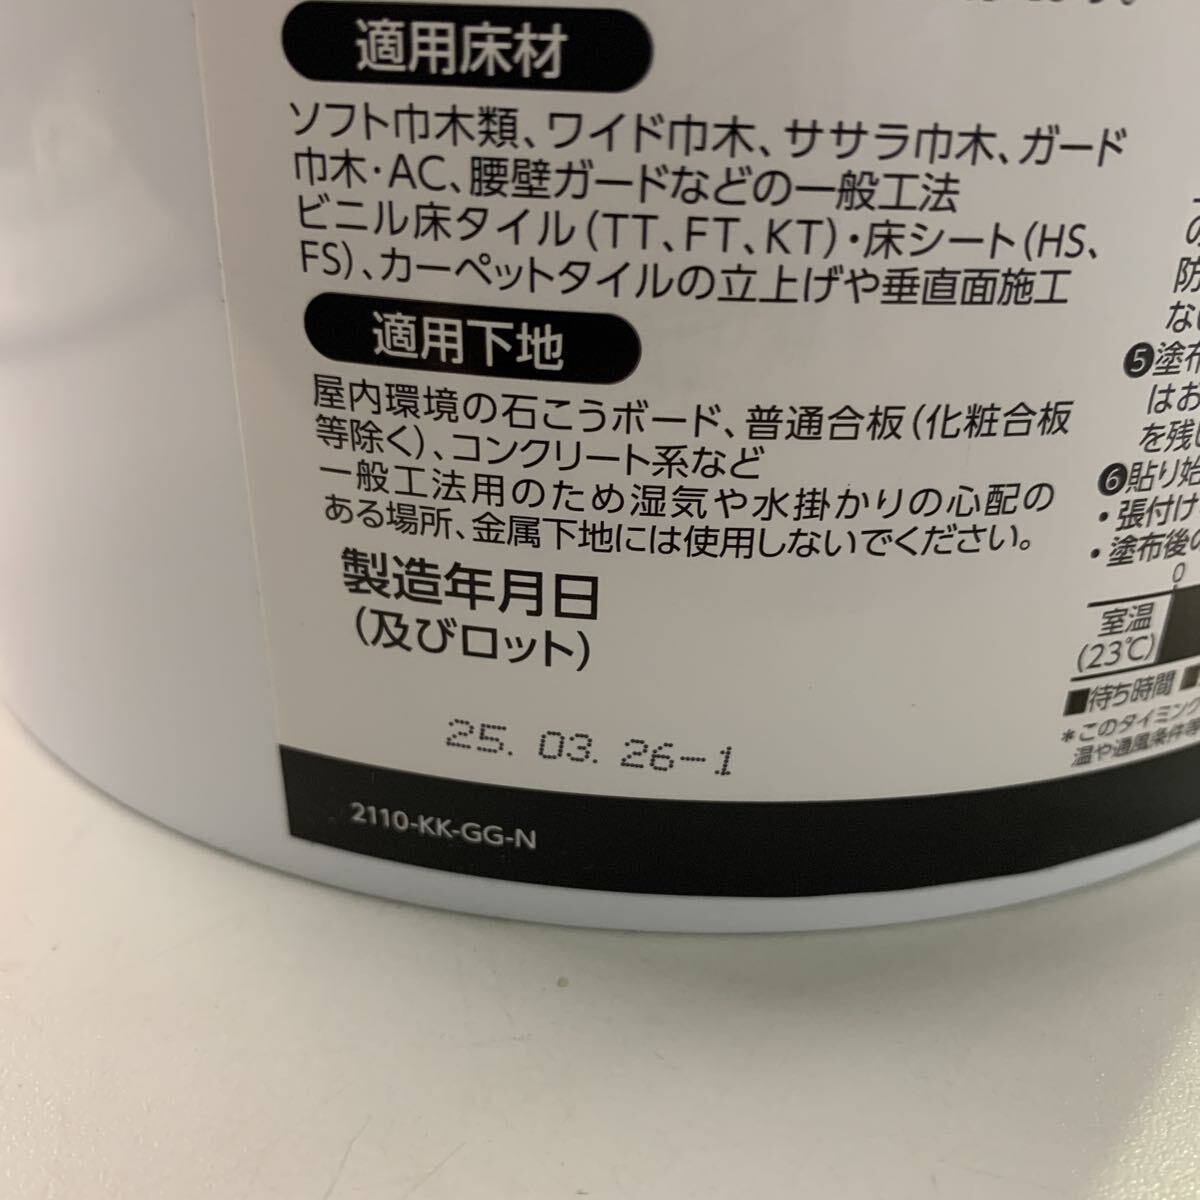 適用床材
ソフト巾木類、ワイド巾木、ササラ巾木、ガード
巾木・AC、腰壁ガードなどの一般工法
ビニル床タイル(TT、FT、KT)・床シート(HS、
FS)、カーペットタイルの立上げや垂直面施工
適用下地
屋内環境の石こうボード、普通合板(化粧合板
等除く)、コンクリート系など
一般工法用のため湿気や水掛かりの心配の
ある場所、金属下地には使用しないでください。
製造年月日
(及びロット)
25. 03. 26-1
2110-KK-GG-N
防
ない
❺塗布
はお
を残し
❻貼り始
・張付け
・塗布後の
0
室温
(23℃)
■待ち時間 ■
＊このタイミング
温や通風条件等